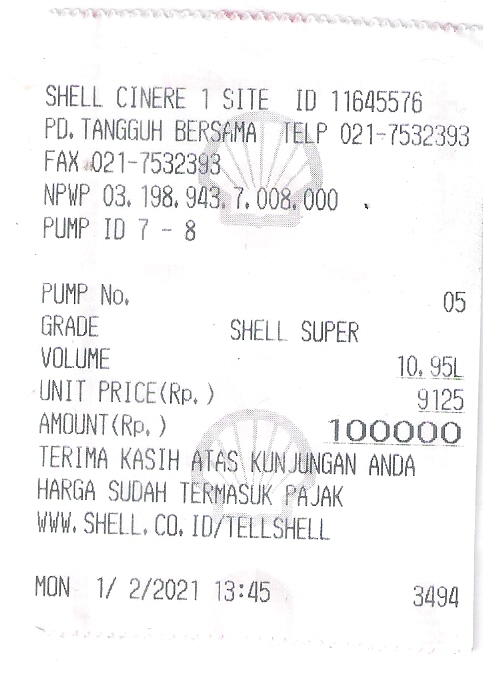 SHELL CINERE 1 SITE ID 11645576
PD. TANGGUH BERSAMA TELP 021-7532393
FAX 021-7532393
NPWP 03.198.943.7.008.000
PUMP ID 7 - 8
PUMP No. 05
GRADE SHELL SUPER
VOLUME 10.95L
UNIT PRICE(Rp.) 9125
AMOUNT(Rp.) 100000
TERIMA KASIH ATAS KUNJUNGAN ANDA
HARGA SUDAH TERMASUK PAJAK
WWW.SHELL.CO.ID/TELLSHELL
MON 1/ 2/2021 13:45 3494